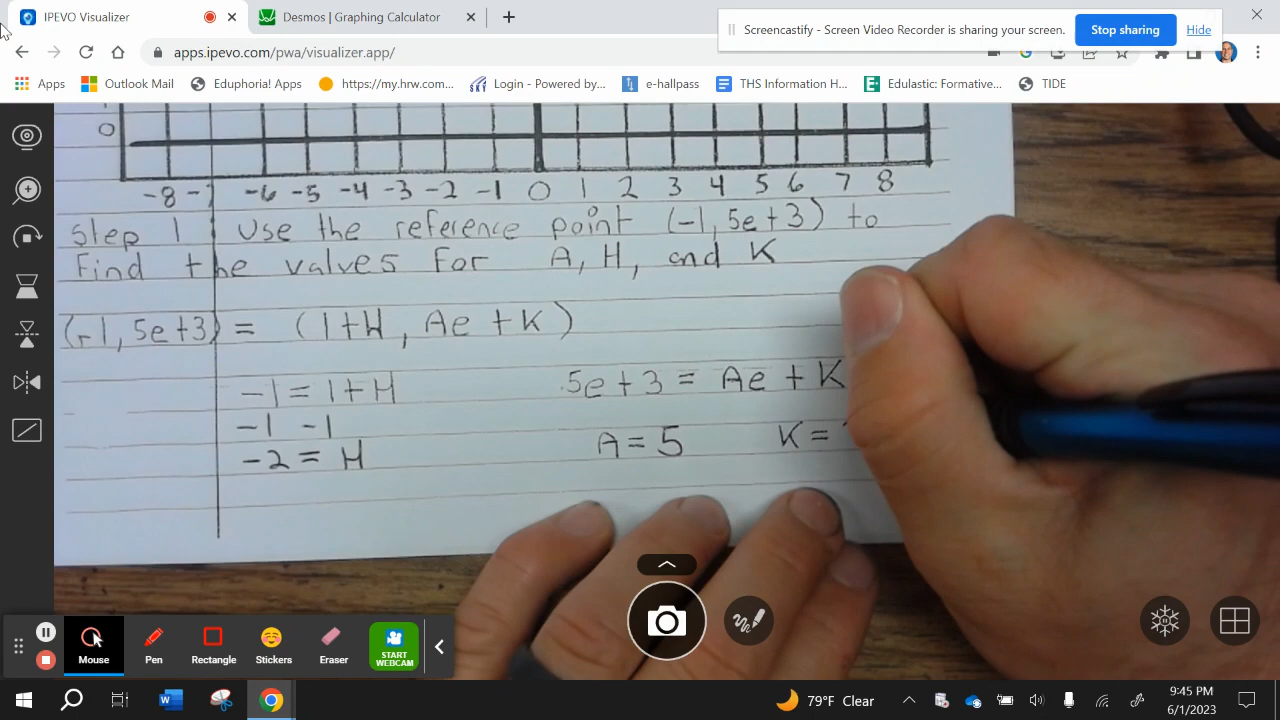 IPEVO Visualizer
Desmos | Graphing Calculator
Screencastify - Screen Video Recorder is sharing your screen.
Stop sharing
Hide
apps.ipevo.com/pwa/visualizer.app/
Apps
Outlook Mail
Eduphoria! Apps
https://my.hrw.com...
Login - Powered by...
e-hallpass
THS Information H...
Edulastic: Formative...
TIDE
0
-8 -7 -6 -5 -4 -3 -2 -1 0 1 2 3 4 5 6 7 8
Step 1 Use the reference point (-1, 5e+3) to
Find the valves for A, H, and K
(-1, 5e+3) = (1+H, Ae+K)
-1 = 1+H 5e+3 = Ae+K
-1 -1
-2 = H A = 5 K =
Mouse
Pen
Rectangle
Stickers
Eraser
START WEBCAM
79°F Clear
9:45 PM
6/1/2023